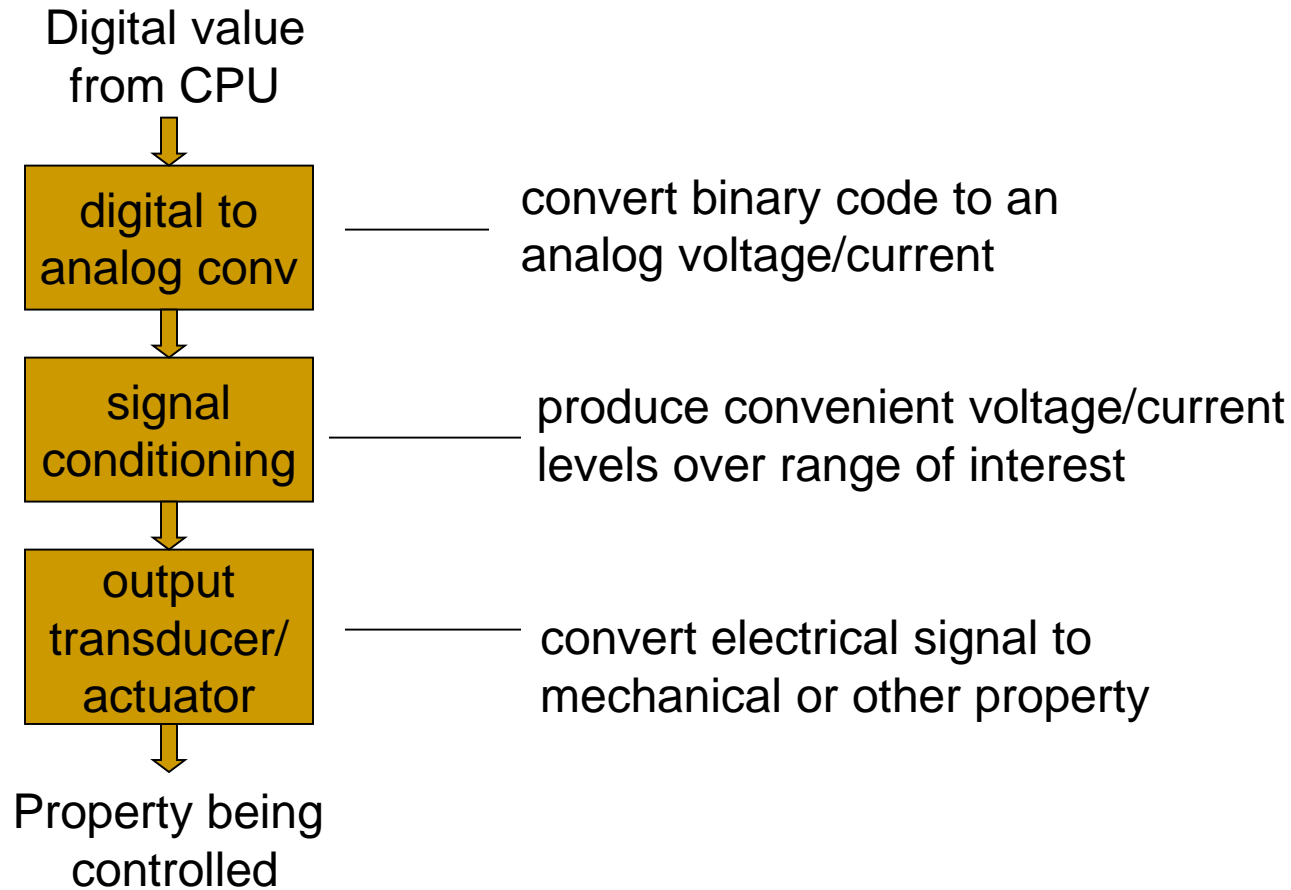 Digital value
from CPU
digital to
analog conv
convert binary code to an
analog voltage/current
signal
conditioning
produce convenient voltage/current
levels over range of interest
output
transducer/
actuator
convert electrical signal to
mechanical or other property
Property being
controlled